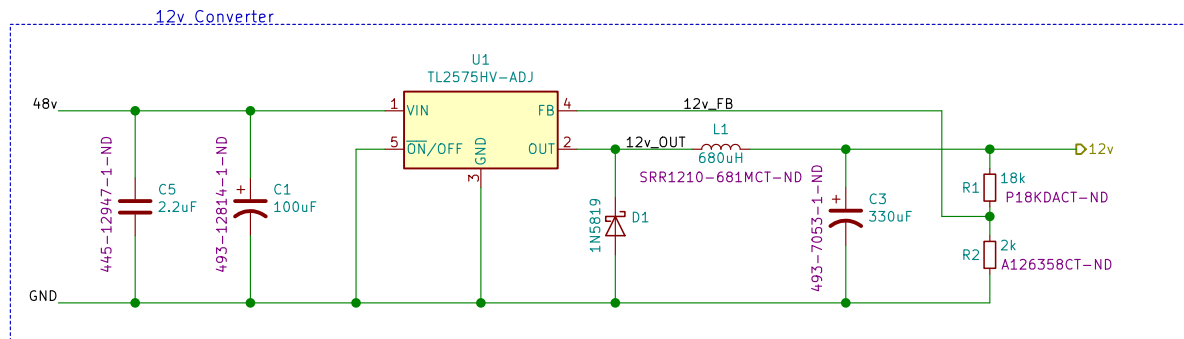 12v Converter
U1
TL2575HV-ADJ
48v
1
VIN
FB
4
12v_FB
5
ON/OFF
GND
3
OUT
2
12v_OUT
L1
680uH
SRR1210-681MCT-ND
12v
445-12947-1-ND
C5
2.2uF
493-12814-1-ND
+
C1
100uF
1N5819
D1
493-7053-1-ND
+
C3
330uF
R1
18k
P18KDACT-ND
R2
2k
A126358CT-ND
GND